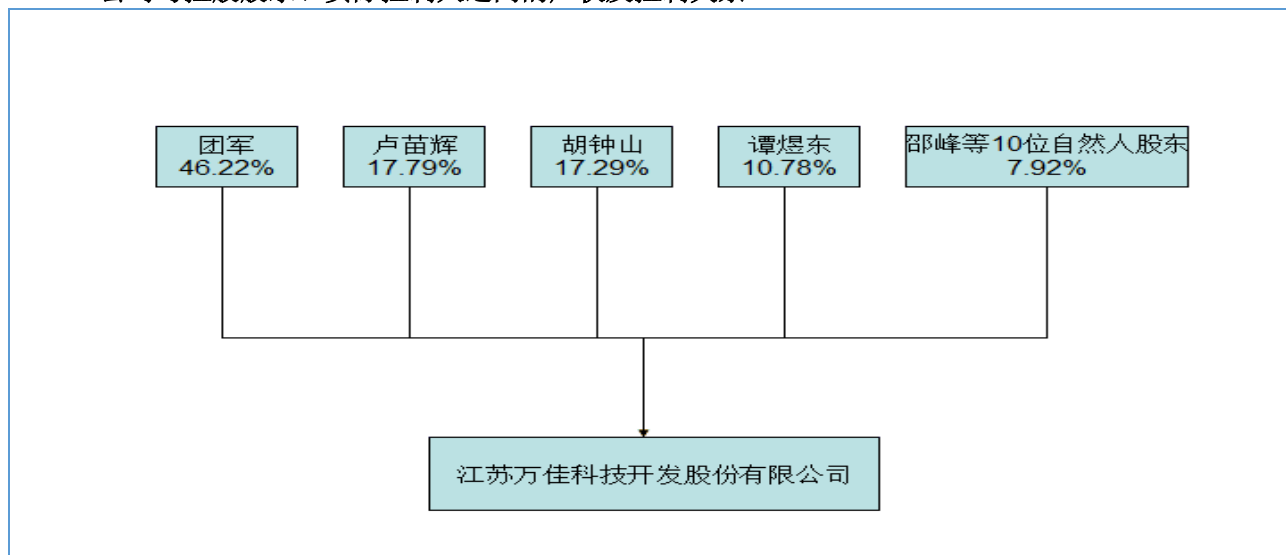 团军
46.22%
卢苗辉
17.79%
胡钟山
17.29%
谭煜东
10.78%
邵峰等10位自然人股东
7.92%
江苏万佳科技开发股份有限公司